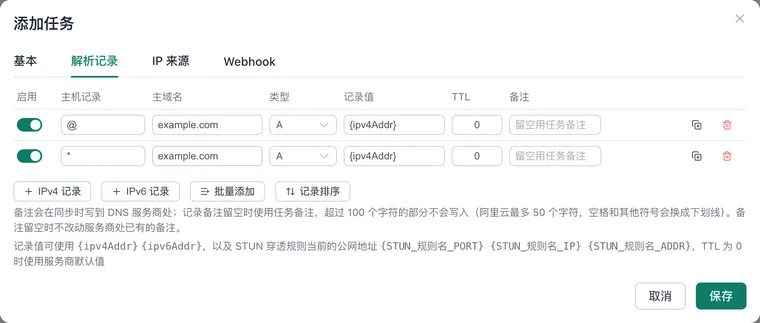 添加任务
基本 解析记录 IP 来源 Webhook
启用 主机记录 主域名 类型 记录值 TTL 备注
@ example.com A {ipv4Addr} 0 留空用任务备注
* example.com A {ipv4Addr} 0 留空用任务备注
+ IPv4 记录 + IPv6 记录 批量添加 记录排序
备注会在同步时写到 DNS 服务商处；记录备注留空时使用任务备注，超过 100 个字符的部分不会写入（阿里云最多 50 个字符，空格和其他符号会换成下划线）。备
注留空时不改动服务商处已有的备注。
记录值可使用 {ipv4Addr} {ipv6Addr}，以及 STUN 穿透规则当前的公网地址 {STUN_规则名_PORT} {STUN_规则名_IP} {STUN_规则名_ADDR}，TTL 为 0
时使用服务商默认值
取消 保存